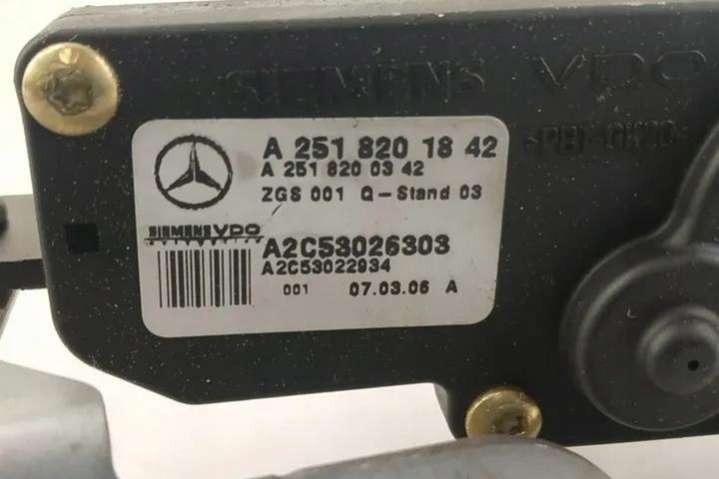 SIEMENS VDO
A 251 820 18 42
A 251 820 03 42
ZGS 001 Q-Stand 03
SIEMENS VDO
A2C53026303
A2C53022934
001 07.03.06 A